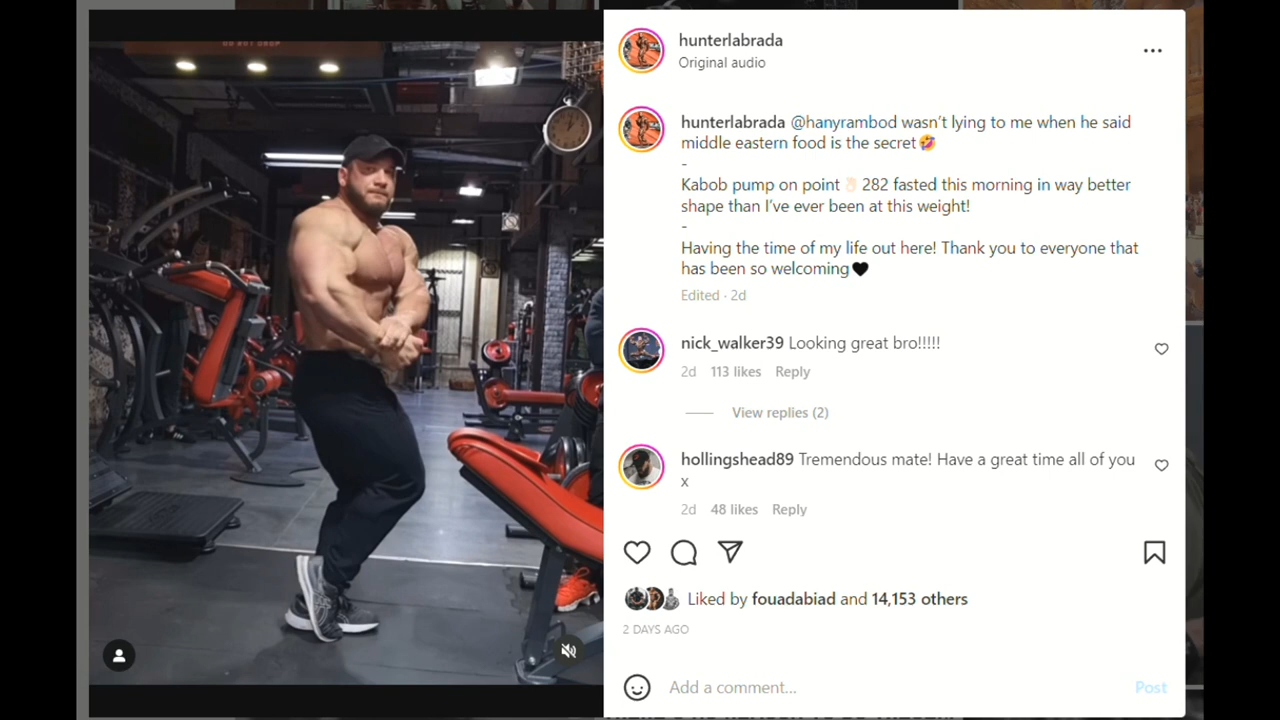 hunterlabrada
Original audio
hunterlabrada @hanyrambod wasn't lying to me when he said
middle eastern food is the secret🤣
-
Kabob pump on point👌🏻282 fasted this morning in way better
shape than I've ever been at this weight!
-
Having the time of my life out here! Thank you to everyone that
has been so welcoming🖤
Edited · 2d
nick_walker39 Looking great bro!!!!!
2d 113 likes Reply
View replies (2)
hollingshead89 Tremendous mate! Have a great time all of you
x
2d 48 likes Reply
Liked by fouadabiad and 14,153 others
2 DAYS AGO
Add a comment...
Post